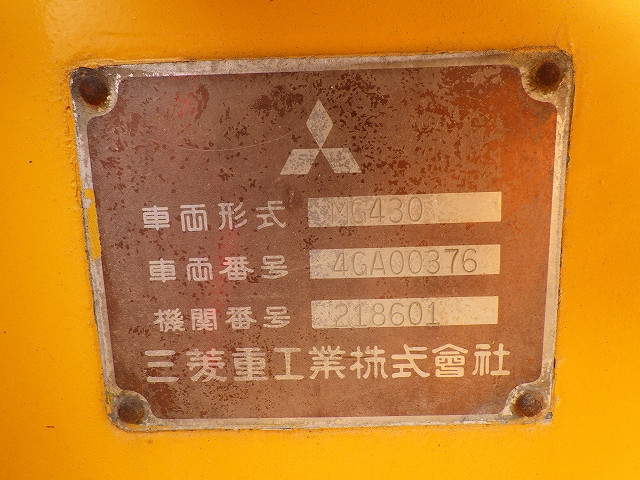 車両形式 MG430
車両番号 4GA00376
機関番号 218601
三菱重工業株式會社